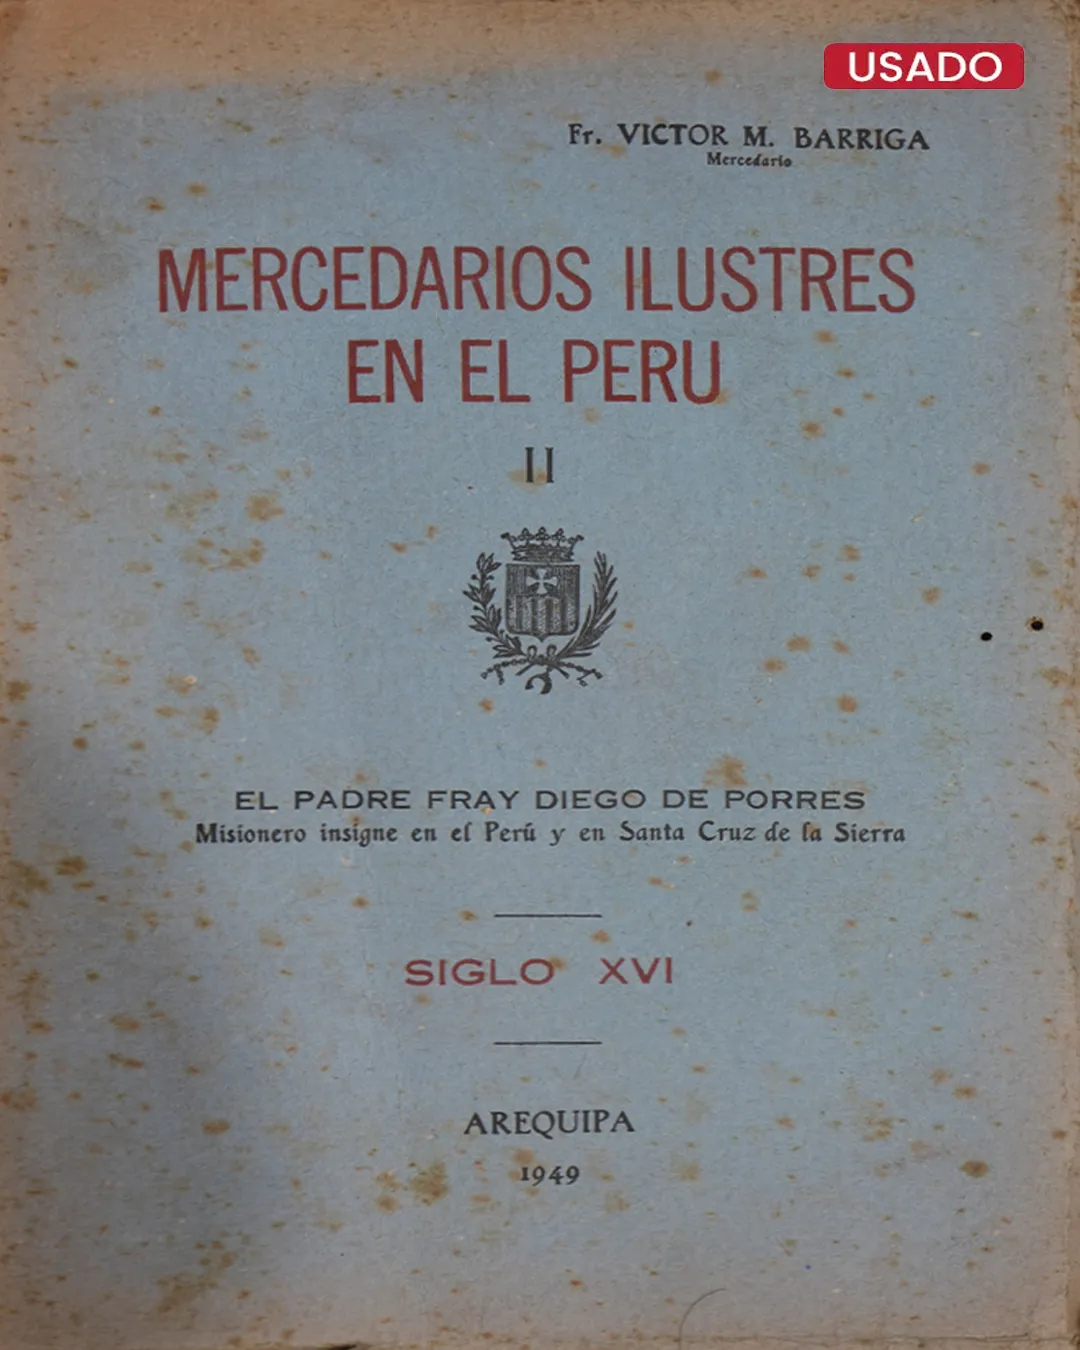 USADO
Fr. VICTOR M. BARRIGA
Mercedario
MERCEDARIOS ILUSTRES
EN EL PERU
II
EL PADRE FRAY DIEGO DE PORRES
Misionero insigne en el Perú y en Santa Cruz de la Sierra
SIGLO XVI
AREQUIPA
1949